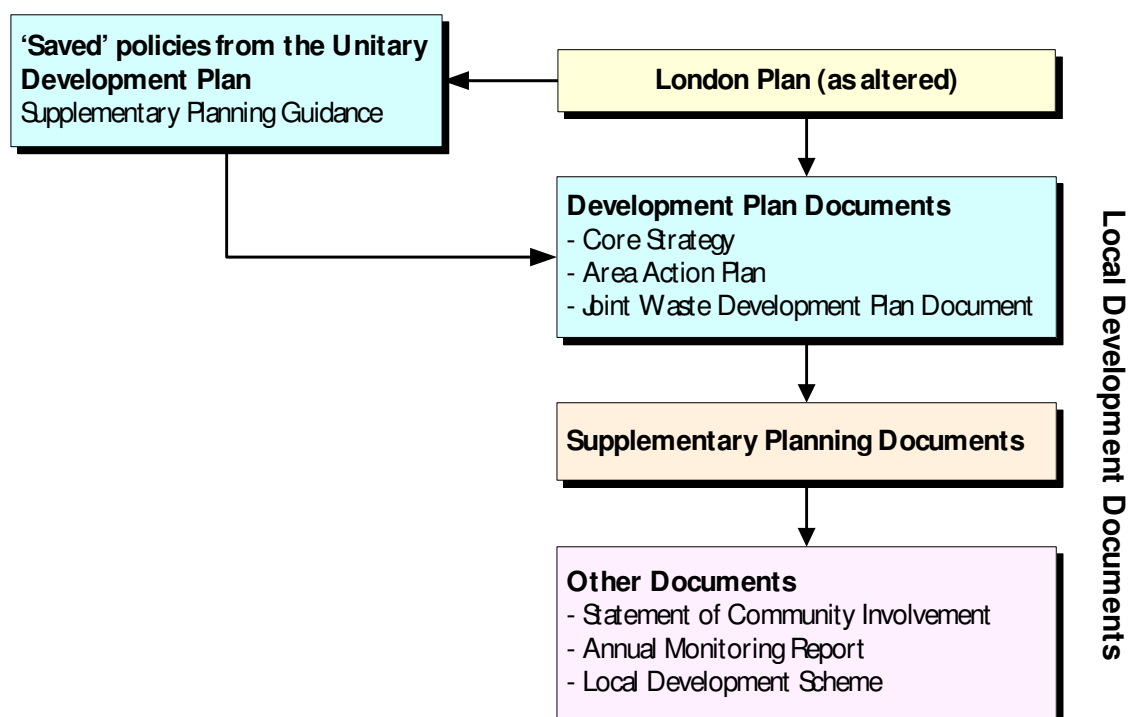 ‘Saved’ policies from the Unitary
Development Plan
Supplementary Planning Guidance
London Plan (as altered)
Development Plan Documents
- Core Strategy
- Area Action Plan
- Joint Waste Development Plan Document
Supplementary Planning Documents
Other Documents
- Statement of Community Involvement
- Annual Monitoring Report
- Local Development Scheme
Local Development Documents